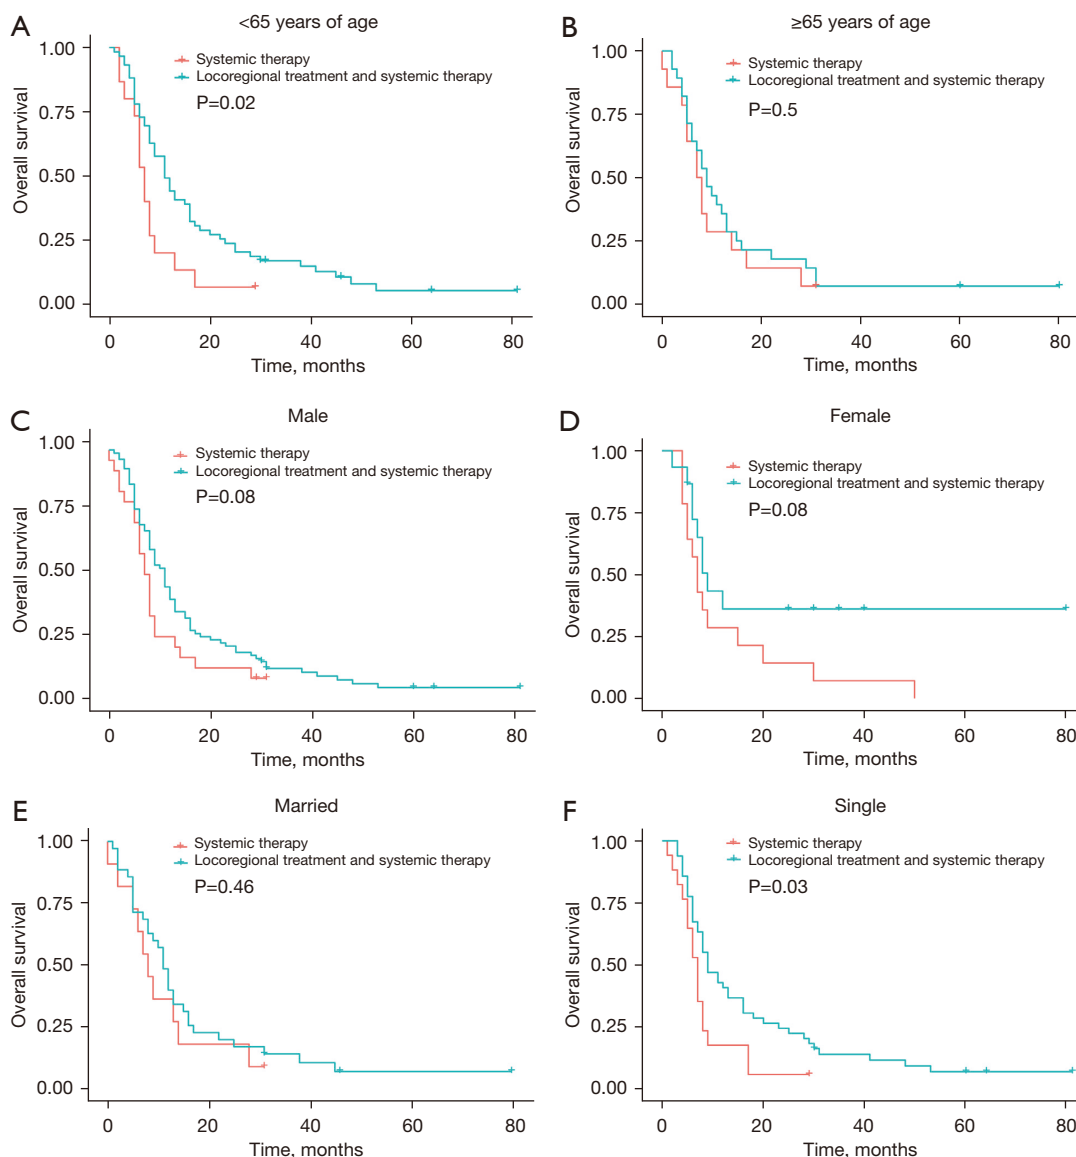 A
<65 years of age
1.00
0.75
0.50
0.25
0.00
Overall survival
Systemic therapy
Locoregional treatment and systemic therapy
P=0.02
0 20 40 60 80
Time, months
B
≥65 years of age
1.00
0.75
0.50
0.25
0.00
Overall survival
Systemic therapy
Locoregional treatment and systemic therapy
P=0.5
0 20 40 60 80
Time, months
C
Male
1.00
0.75
0.50
0.25
0.00
Overall survival
Systemic therapy
Locoregional treatment and systemic therapy
P=0.08
0 20 40 60 80
Time, months
D
Female
1.00
0.75
0.50
0.25
0.00
Overall survival
Systemic therapy
Locoregional treatment and systemic therapy
P=0.08
0 20 40 60 80
Time, months
E
Married
1.00
0.75
0.50
0.25
0.00
Overall survival
Systemic therapy
Locoregional treatment and systemic therapy
P=0.46
0 20 40 60 80
Time, months
F
Single
1.00
0.75
0.50
0.25
0.00
Overall survival
Systemic therapy
Locoregional treatment and systemic therapy
P=0.03
0 20 40 60 80
Time, months